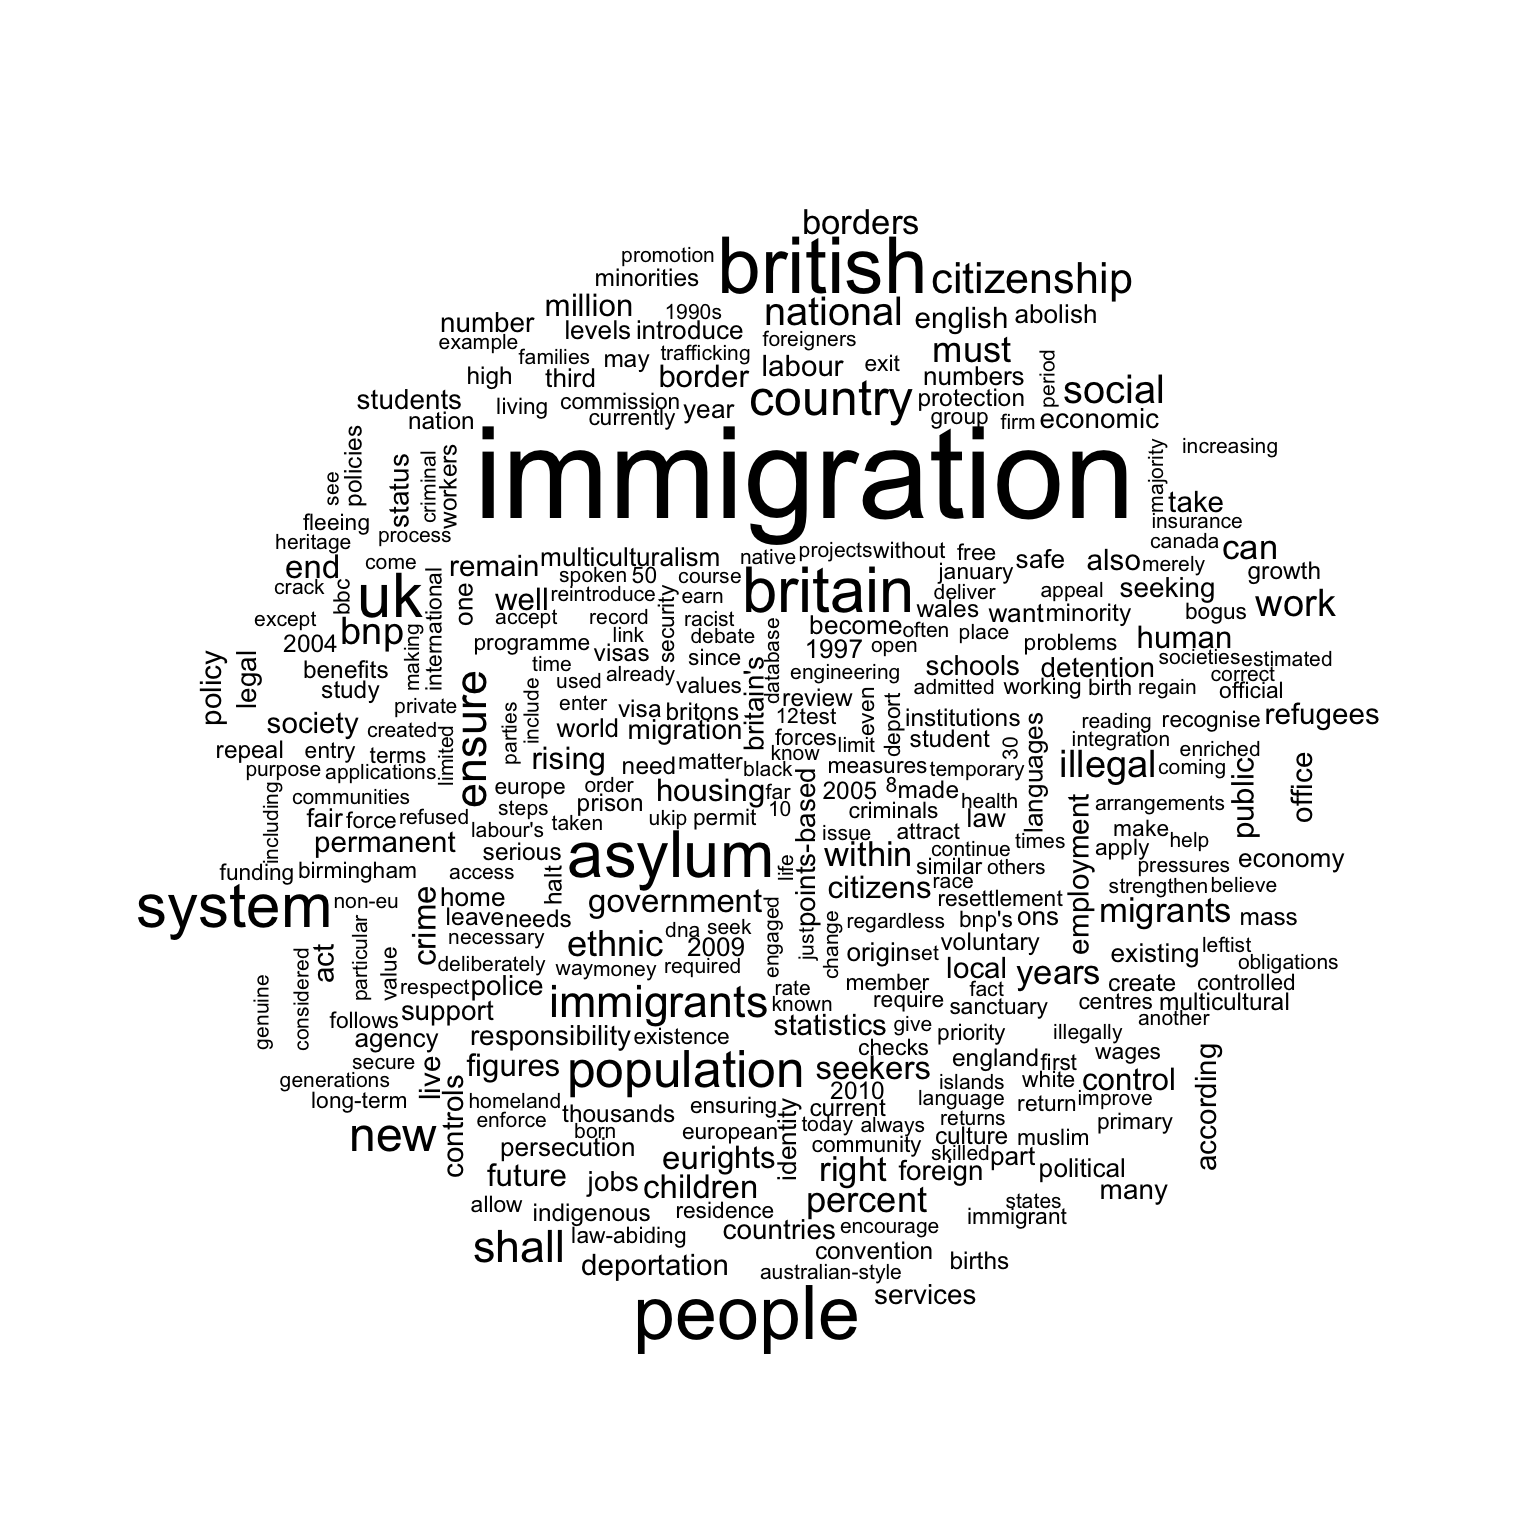 borders
promotion british
minorities citizenship
million 1990s national english abolish
number levels introduce
example foreigners must
families may trafficking labour exit period
high third border numbers social
students living commission year country protection
nation currently group firm economic
policies immigration majority increasing
see status criminal workers take
fleeing process insurance
heritage canada can
end come remain multiculturalism native projects without free safe also merely
crack bbc uk international one spoken 50 course britain january growth
well reintroduce security earn deliver appeal seeking work
except accept record racist wales want minority bogus
2004 bnp making programme link debate database become often place problems human
policy legal benefits time visas since 1997 open schools detention societies estimated
study used already values britain's engineering admitted working birth regain correct official
private ensure parties include enter visa britons review even deport institutions languages reading recognise refugees
society created limited world migration 12 test forces limit student 30 integration
repeal entry terms rising need matter black know measures temporary illegal coming enriched public office
purpose applications europe order housing far 2005 8 made health arrangements
including communities steps prison 10 criminals law employment
fair force refused labour's taken ukip permit points-based issue attract times make help
permanent serious asylum life within continue apply economy
funding birmingham access halt similar others pressures
system non-eu crime home government citizens race resettlement strengthen believe
leave needs engaged just change regardless bnp's ons migrants mass
act particular necessary ethnic dna seek 2009 origin set voluntary existing leftist
considered value deliberately way money required local years obligations
genuine respect police immigrants rate member fact create controlled
support known require sanctuary centres multicultural
follows statistics give another
agency responsibility existence priority illegally
secure live figures population checks seekers england first wages according
generations controls 2010 islands white control
long-term homeland thousands ensuring identity current language return improve
new enforce born european today always returns primary
persecution community culture muslim
future eu rights right foreign skilled part political
jobs children percent many
allow indigenous residence states
shall law-abiding countries encourage immigrant
deportation convention births
australian-style
people services